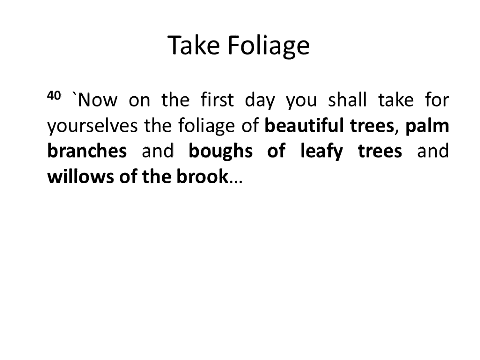 Take Foliage
40 `Now on the first day you shall take for
yourselves the foliage of beautiful trees, palm
branches and boughs of leafy trees and
willows of the brook…